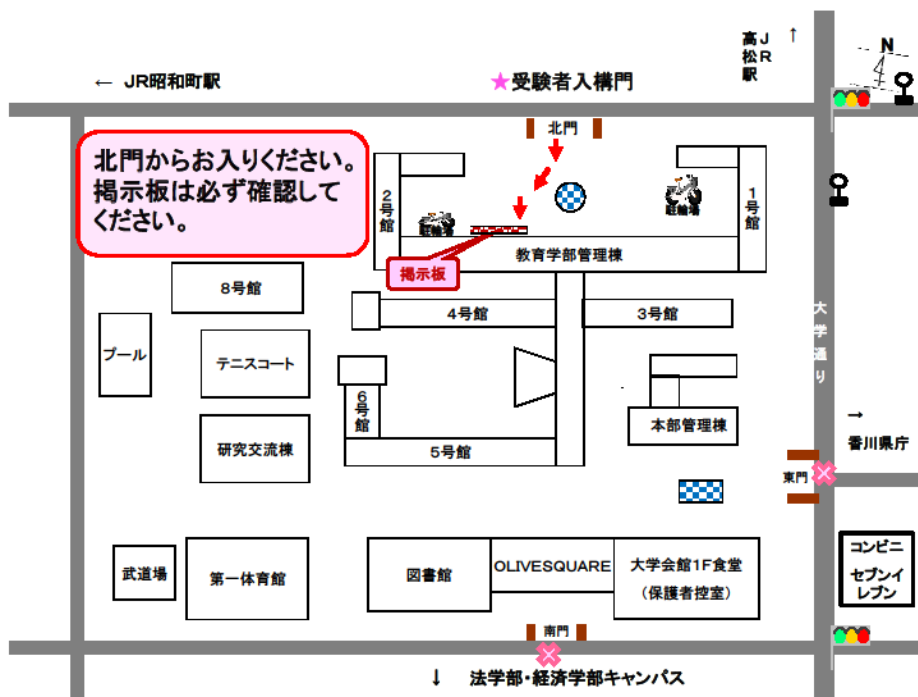 JR高松駅 ↑
N
← JR昭和町駅
★受験者入構門
北門
北門からお入りください。
掲示板は必ず確認して
ください。
2号館
駐輪場
駐輪場
1号館
教育学部管理棟
掲示板
8号館
4号館
3号館
大学通り
プール
テニスコート
6号館
本部管理棟
→
香川県庁
研究交流棟
5号館
東門
コンビニ
セブンイ
レブン
武道場
第一体育館
図書館
OLIVESQUARE
大学会館1F食堂
(保護者控室)
南門
↓ 法学部・経済学部キャンパス